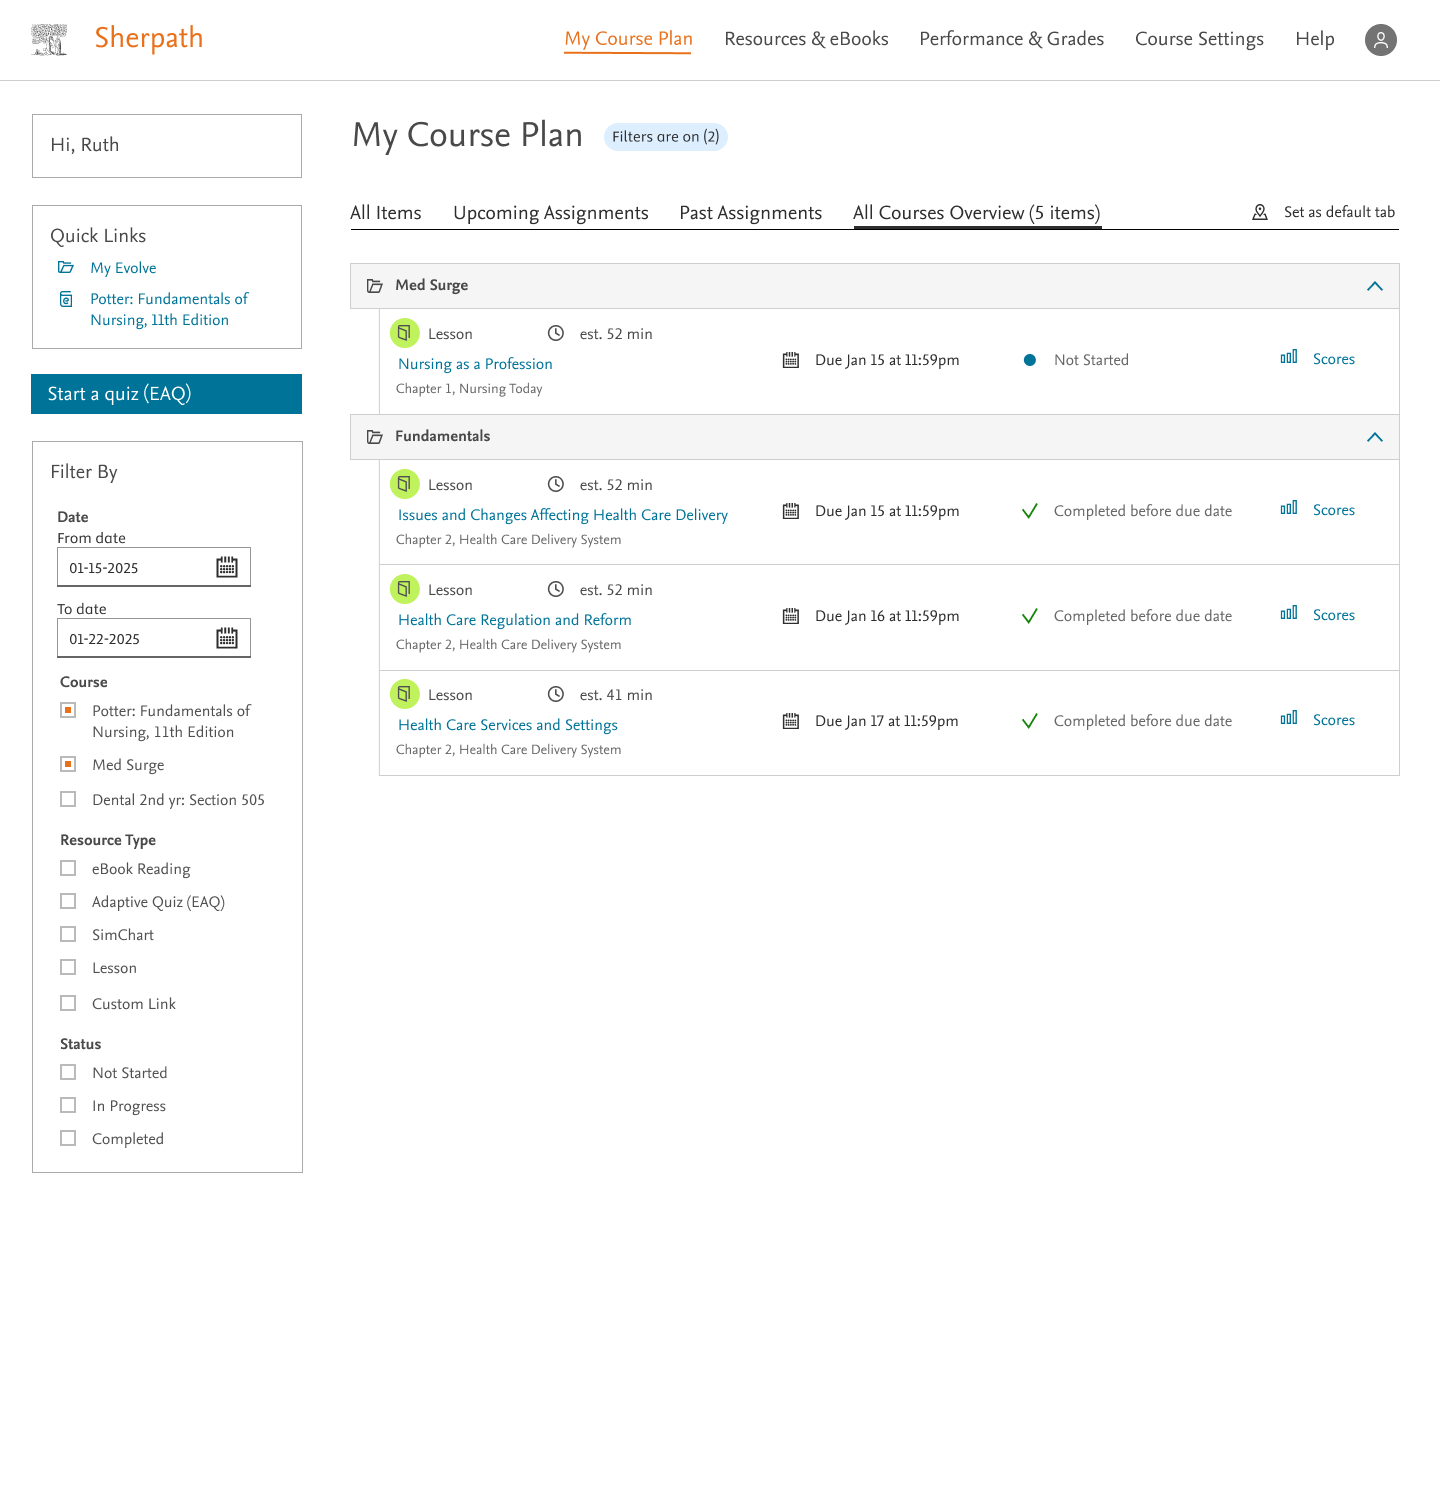 Sherpath
My Course Plan
Resources & eBooks
Performance & Grades
Course Settings
Help
Hi, Ruth
Quick Links
My Evolve
Potter: Fundamentals of
Nursing, 11th Edition
Start a quiz (EAQ)
Filter By
Date
From date
01-15-2025
To date
01-22-2025
Course
Potter: Fundamentals of
Nursing, 11th Edition
Med Surge
Dental 2nd yr: Section 505
Resource Type
eBook Reading
Adaptive Quiz (EAQ)
SimChart
Lesson
Custom Link
Status
Not Started
In Progress
Completed
My Course Plan
Filters are on (2)
All Items
Upcoming Assignments
Past Assignments
All Courses Overview (5 items)
Set as default tab
Med Surge
Lesson
est. 52 min
Nursing as a Profession
Chapter 1, Nursing Today
Due Jan 15 at 11:59pm
Not Started
Scores
Fundamentals
Lesson
est. 52 min
Issues and Changes Affecting Health Care Delivery
Chapter 2, Health Care Delivery System
Due Jan 15 at 11:59pm
Completed before due date
Scores
Lesson
est. 52 min
Health Care Regulation and Reform
Chapter 2, Health Care Delivery System
Due Jan 16 at 11:59pm
Completed before due date
Scores
Lesson
est. 41 min
Health Care Services and Settings
Chapter 2, Health Care Delivery System
Due Jan 17 at 11:59pm
Completed before due date
Scores